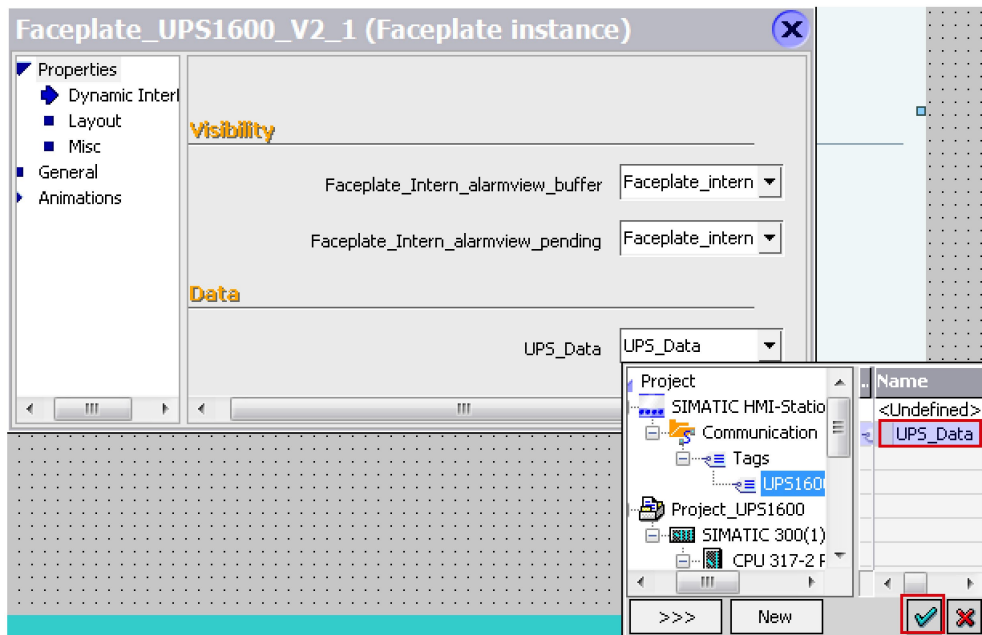 Faceplate_UPS1600_V2_1 (Faceplate instance)
Properties
Dynamic Interf
Layout
Misc
General
Animations
Visibility
Faceplate_Intern_alarmview_buffer
Faceplate_intern
Faceplate_Intern_alarmview_pending
Faceplate_intern
Data
UPS_Data
UPS_Data
Project
SIMATIC HMI-Statio
Communication
Tags
UPS160
Project_UPS1600
SIMATIC 300(1)
CPU 317-2 F
.. Name
<Undefined>
UPS_Data
>>>
New